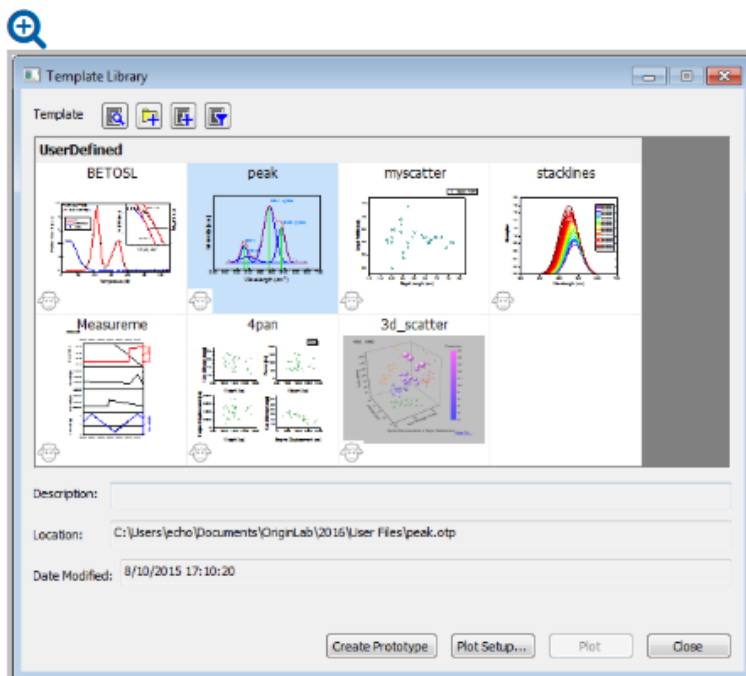 Template Library
Template
UserDefined
BETOSL
peak
myscatter
stacklines
Measureme
4pan
3d_scatter
Description:
Location: C:\Users\echo\Documents\OriginLab\2016\User Files\peak.otp
Date Modified: 8/10/2015 17:10:20
Create Prototype Plot Setup... Plot Close